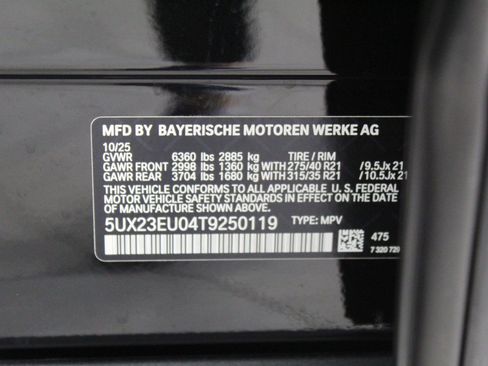 MFD BY BAYERISCHE MOTOREN WERKE AG
10/25
GVWR 6360 lbs 2885 kg TIRE / RIM
GAWR FRONT 2998 lbs 1360 kg WITH 275/40 R21 / 9.5Jx 21
GAWR REAR 3704 lbs 1680 kg WITH 315/35 R21 / 10.5Jx 21
THIS VEHICLE CONFORMS TO ALL APPLICABLE U. S. FEDERAL
MOTOR VEHICLE SAFETY STANDARDS IN EFFECT ON THE
DATE OF MANUFACTURE SHOWN ABOVE.
5UX23EU04T9250119 TYPE: MPV
475
7 320 729